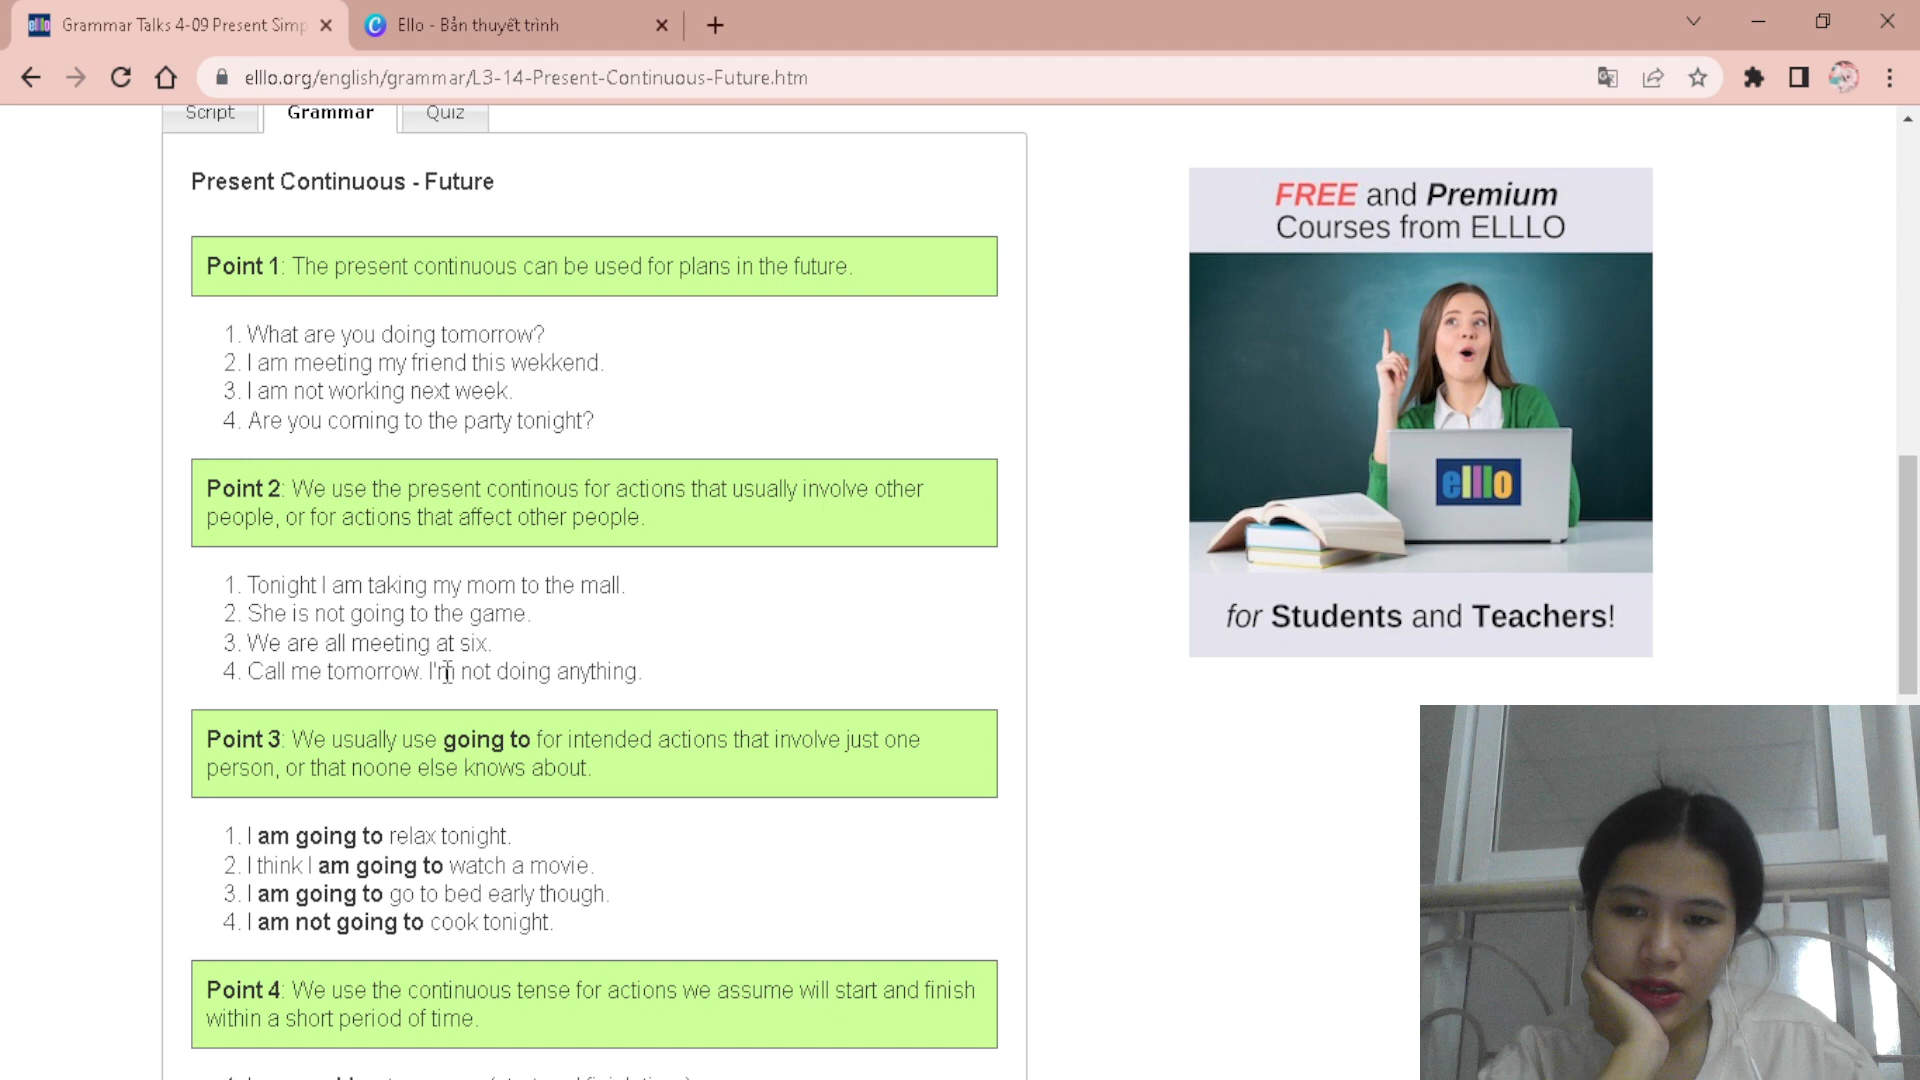 Grammar Talks 4-09 Present Simp
Ello - Bản thuyết trình
elllo.org/english/grammar/L3-14-Present-Continuous-Future.htm
Script
Grammar
Quiz
Present Continuous - Future
Point 1: The present continuous can be used for plans in the future.
1. What are you doing tomorrow?
2. I am meeting my friend this wekkend.
3. I am not working next week.
4. Are you coming to the party tonight?
Point 2: We use the present continous for actions that usually involve other
people, or for actions that affect other people.
1. Tonight I am taking my mom to the mall.
2. She is not going to the game.
3. We are all meeting at six.
4. Call me tomorrow. I'm not doing anything.
Point 3: We usually use going to for intended actions that involve just one
person, or that noone else knows about.
1. I am going to relax tonight.
2. I think I am going to watch a movie.
3. I am going to go to bed early though.
4. I am not going to cook tonight.
Point 4: We use the continuous tense for actions we assume will start and finish
within a short period of time.
FREE and Premium
Courses from ELLLO
elllo
for Students and Teachers!